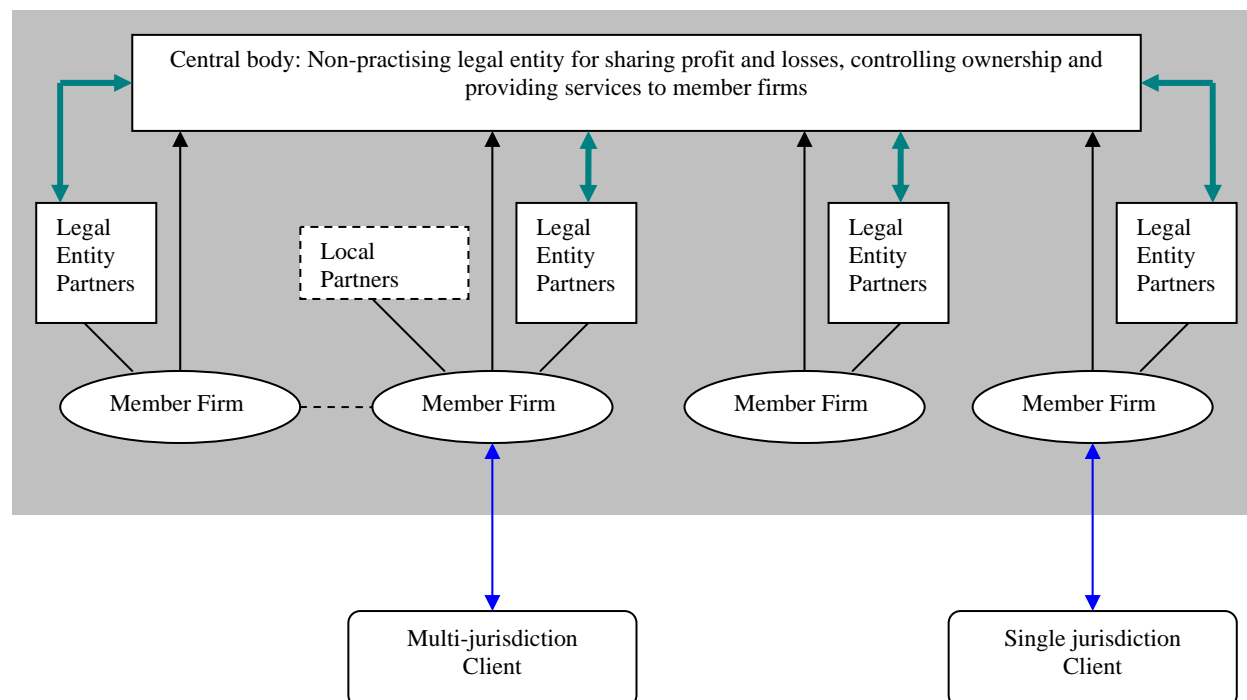 Central body: Non-practising legal entity for sharing profit and losses, controlling ownership and
providing services to member firms
Legal
Entity
Partners
Local
Partners
Legal
Entity
Partners
Legal
Entity
Partners
Legal
Entity
Partners
Member Firm
Member Firm
Member Firm
Member Firm
Multi-jurisdiction
Client
Single jurisdiction
Client